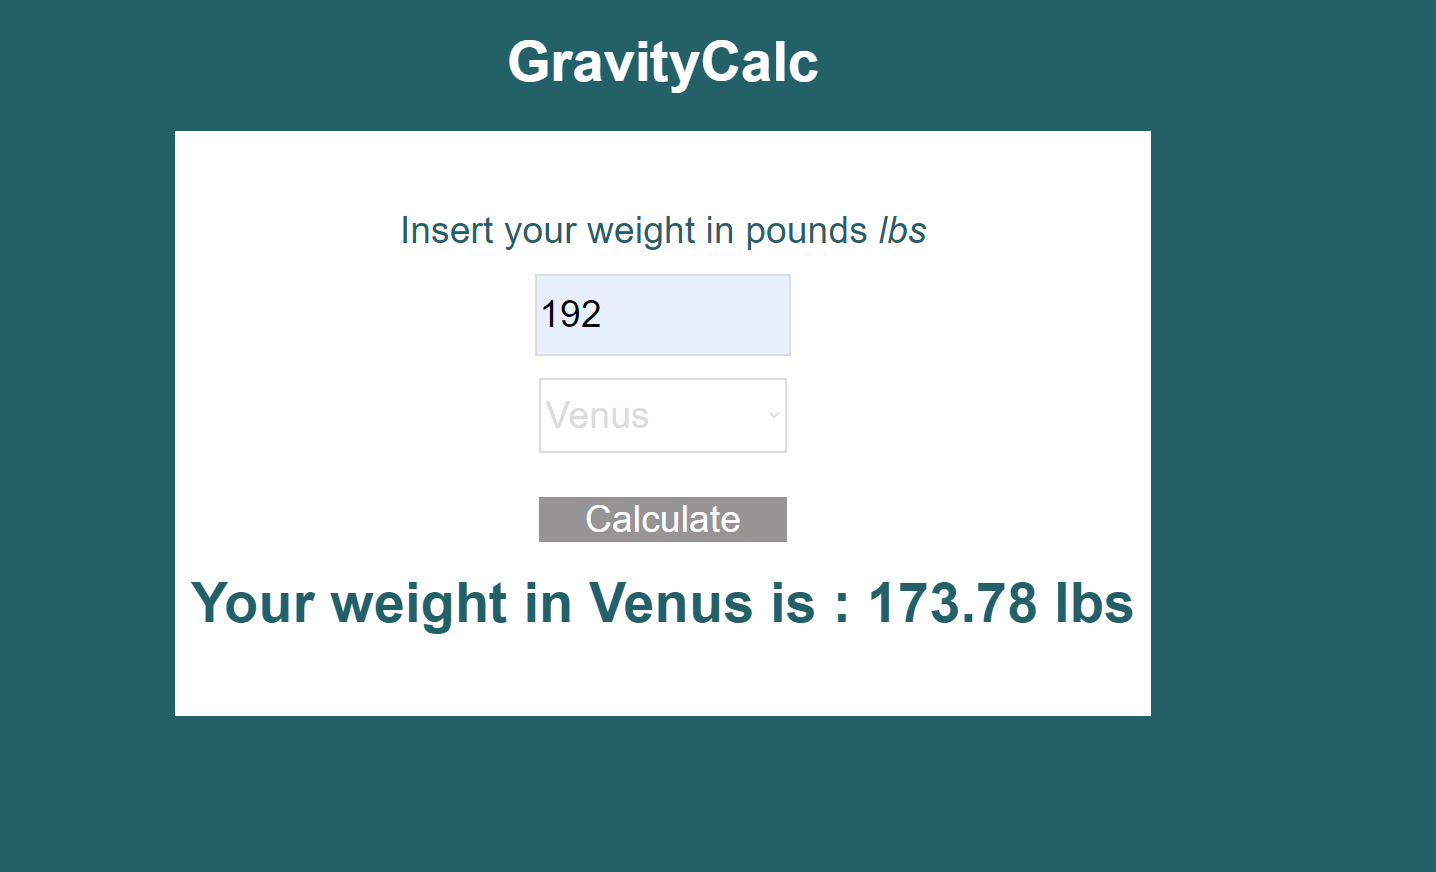 GravityCalc
Insert your weight in pounds lbs
192
Venus
Calculate
Your weight in Venus is : 173.78 lbs